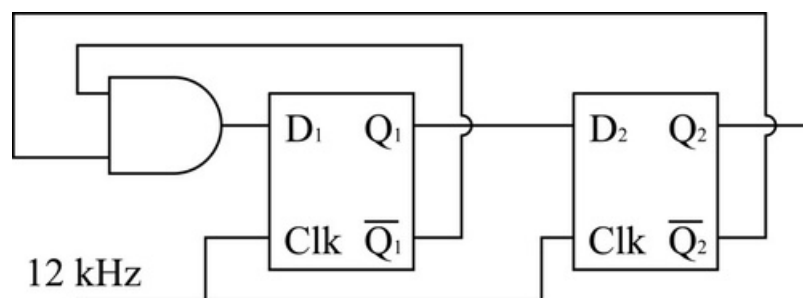 D₁ Q₁ D₂ Q₂
Clk Q̅₁ Clk Q̅₂
12 kHz